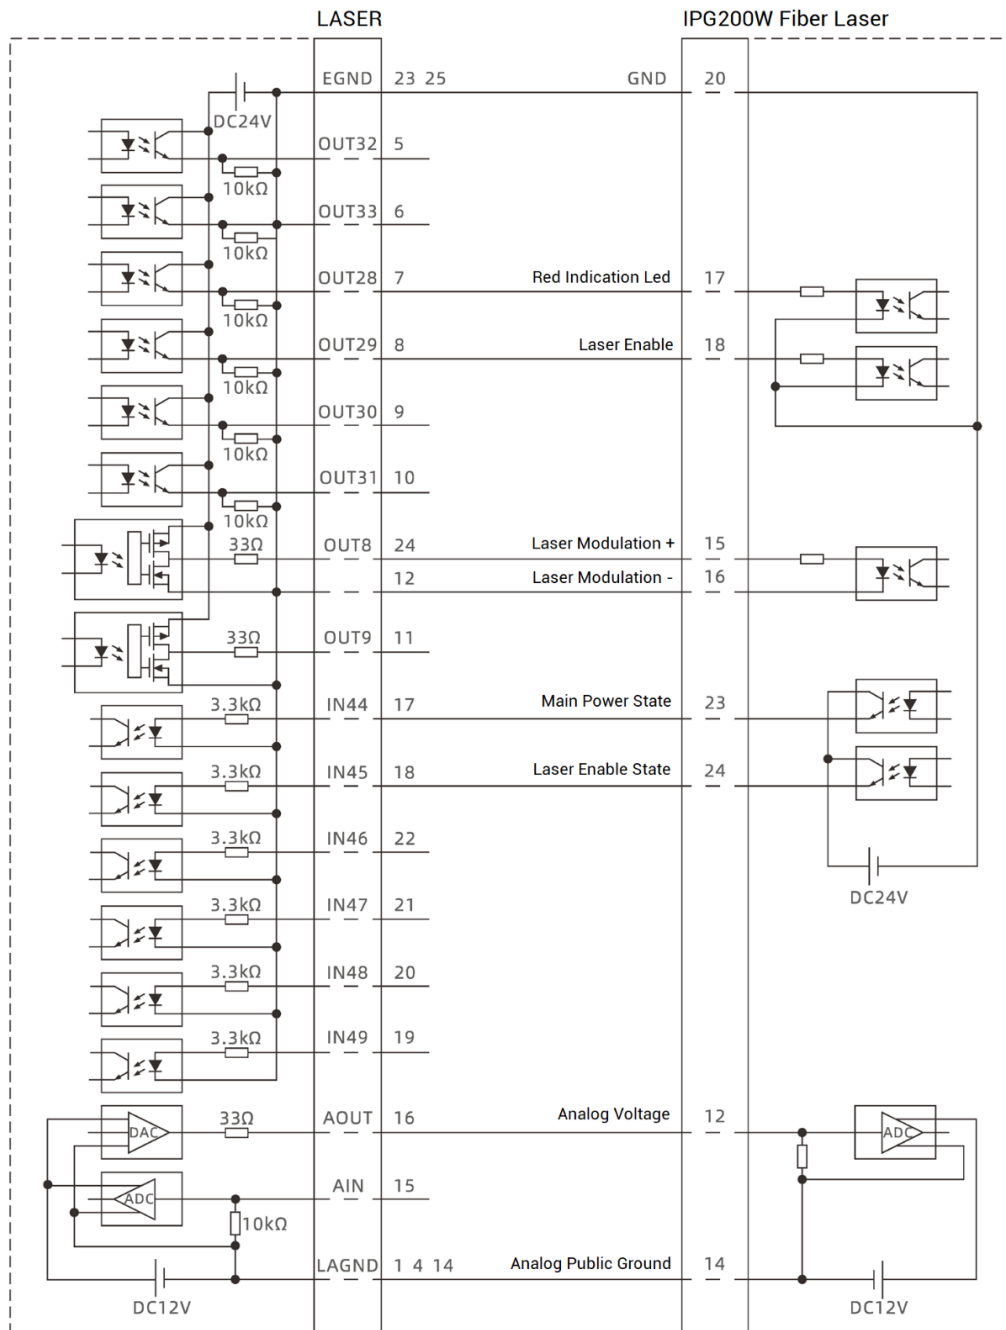 LASER IPG200W Fiber Laser
EGND 23 25 GND 20
DC24V
OUT32 5
10kΩ
OUT33 6
10kΩ
OUT28 7 Red Indication Led 17
10kΩ
OUT29 8 Laser Enable 18
10kΩ
OUT30 9
10kΩ
OUT31 10
10kΩ
33Ω OUT8 24 Laser Modulation + 15
12 Laser Modulation - 16
33Ω OUT9 11
3.3kΩ IN44 17 Main Power State 23
3.3kΩ IN45 18 Laser Enable State 24
3.3kΩ IN46 22
DC24V
3.3kΩ IN47 21
3.3kΩ IN48 20
3.3kΩ IN49 19
33Ω AOUT 16 Analog Voltage 12
DAC ADC
AIN 15
ADC
10kΩ
LAGND 1 4 14 Analog Public Ground 14
DC12V DC12V